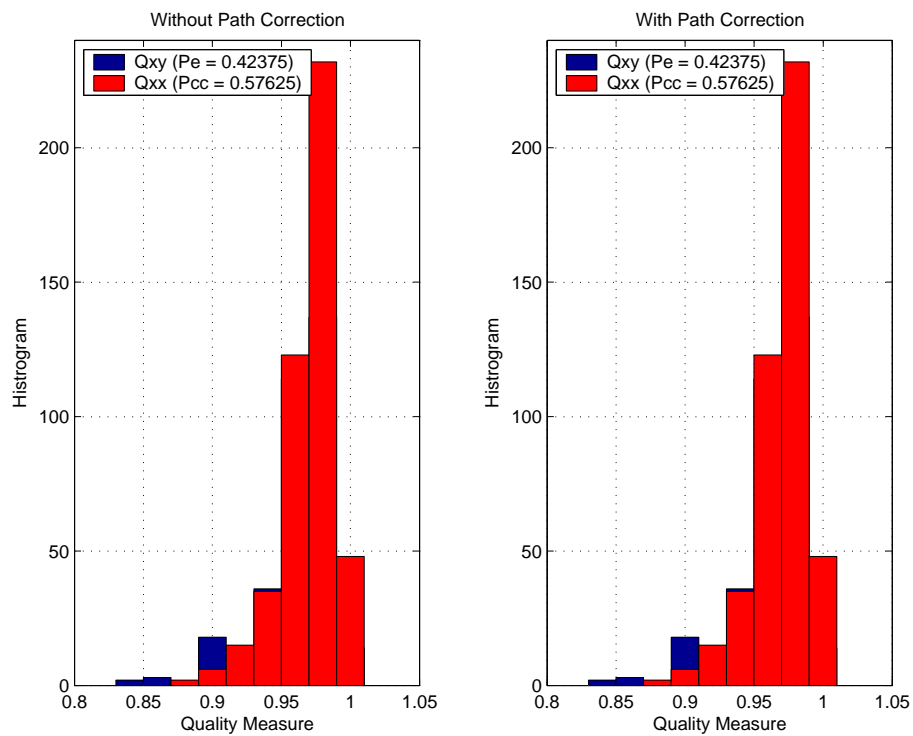 Without Path Correction
Qxy (Pe = 0.42375)
Qxx (Pcc = 0.57625)
200
150
100
50
0
Histrogram
0.8 0.85 0.9 0.95 1 1.05
Quality Measure
With Path Correction
Qxy (Pe = 0.42375)
Qxx (Pcc = 0.57625)
200
150
100
50
0
Histrogram
0.8 0.85 0.9 0.95 1 1.05
Quality Measure